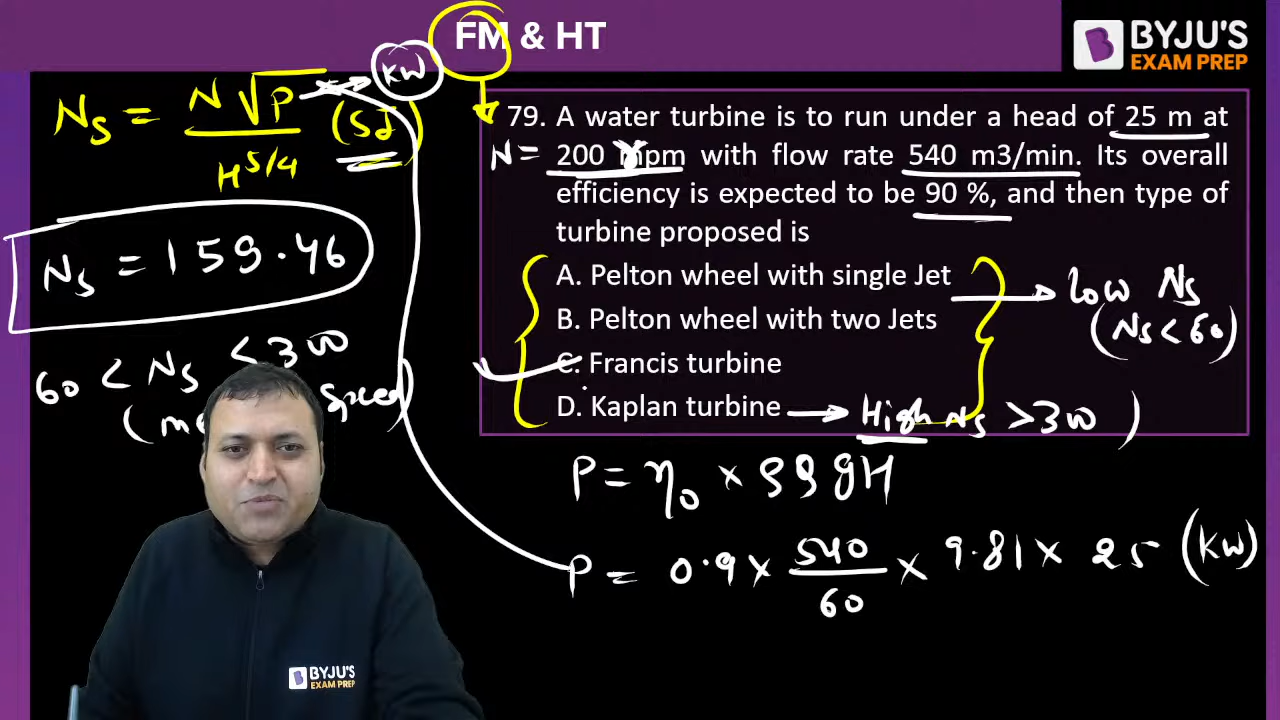 FM & HT
BYJU'S
EXAM PREP
KW
Ns = N√P / H^5/4 (SI)
79. A water turbine is to run under a head of 25 m at
N = 200 rpm with flow rate 540 m3/min. Its overall
efficiency is expected to be 90 %, and then type of
turbine proposed is
A. Pelton wheel with single Jet
B. Pelton wheel with two Jets
C. Francis turbine
D. Kaplan turbine
→ low Ns
(Ns < 60)
→ High Ns > 300 )
Ns = 159.46
60 < Ns < 300
speed)
P = η₀ × ρQgH
P = 0.9 × 540/60 × 9.81 × 25 (KW)
BYJU'S
EXAM PREP